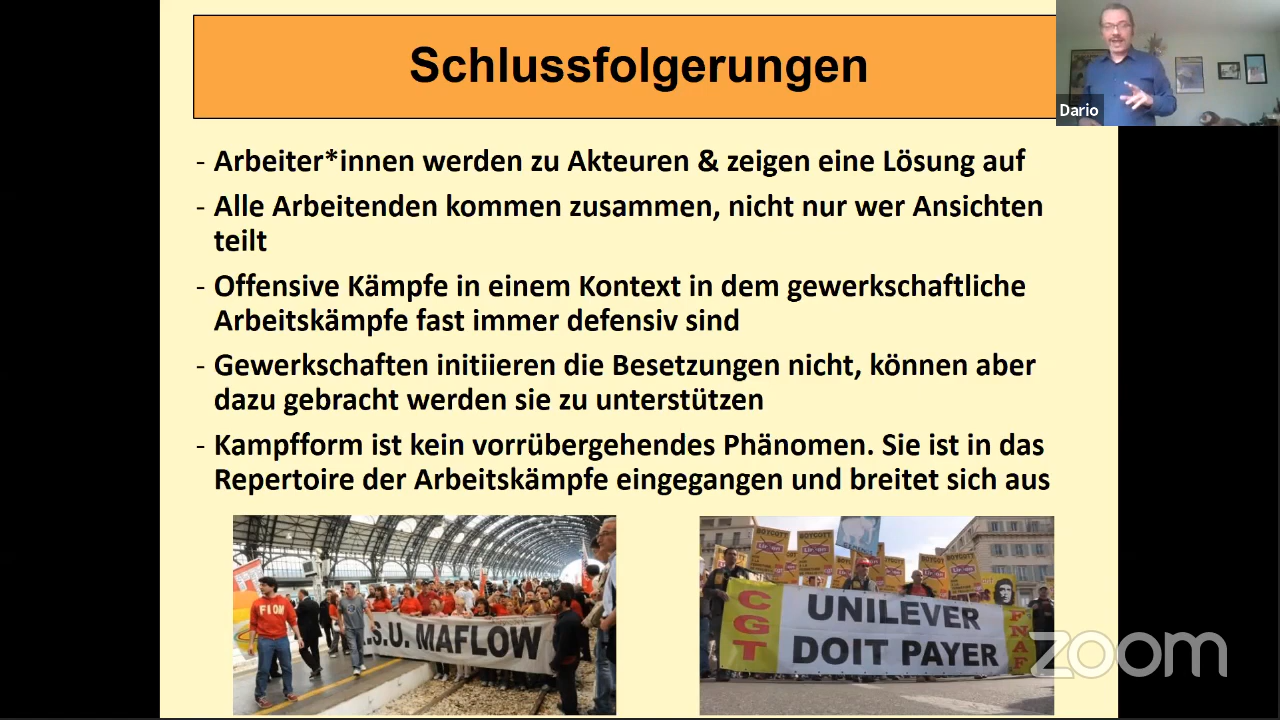 Schlussfolgerungen
Dario
- Arbeiter*innen werden zu Akteuren & zeigen eine Lösung auf
- Alle Arbeitenden kommen zusammen, nicht nur wer Ansichten
teilt
- Offensive Kämpfe in einem Kontext in dem gewerkschaftliche
Arbeitskämpfe fast immer defensiv sind
- Gewerkschaften initiieren die Besetzungen nicht, können aber
dazu gebracht werden sie zu unterstützen
- Kampfform ist kein vorrübergehendes Phänomen. Sie ist in das
Repertoire der Arbeitskämpfe eingegangen und breitet sich aus
FIOM
.S.U. MAFLOW
BOYCOTT
BOYCOTT
BOYCOTT
CGT
UNILEVER
DOIT PAYER
FNAF
zoom